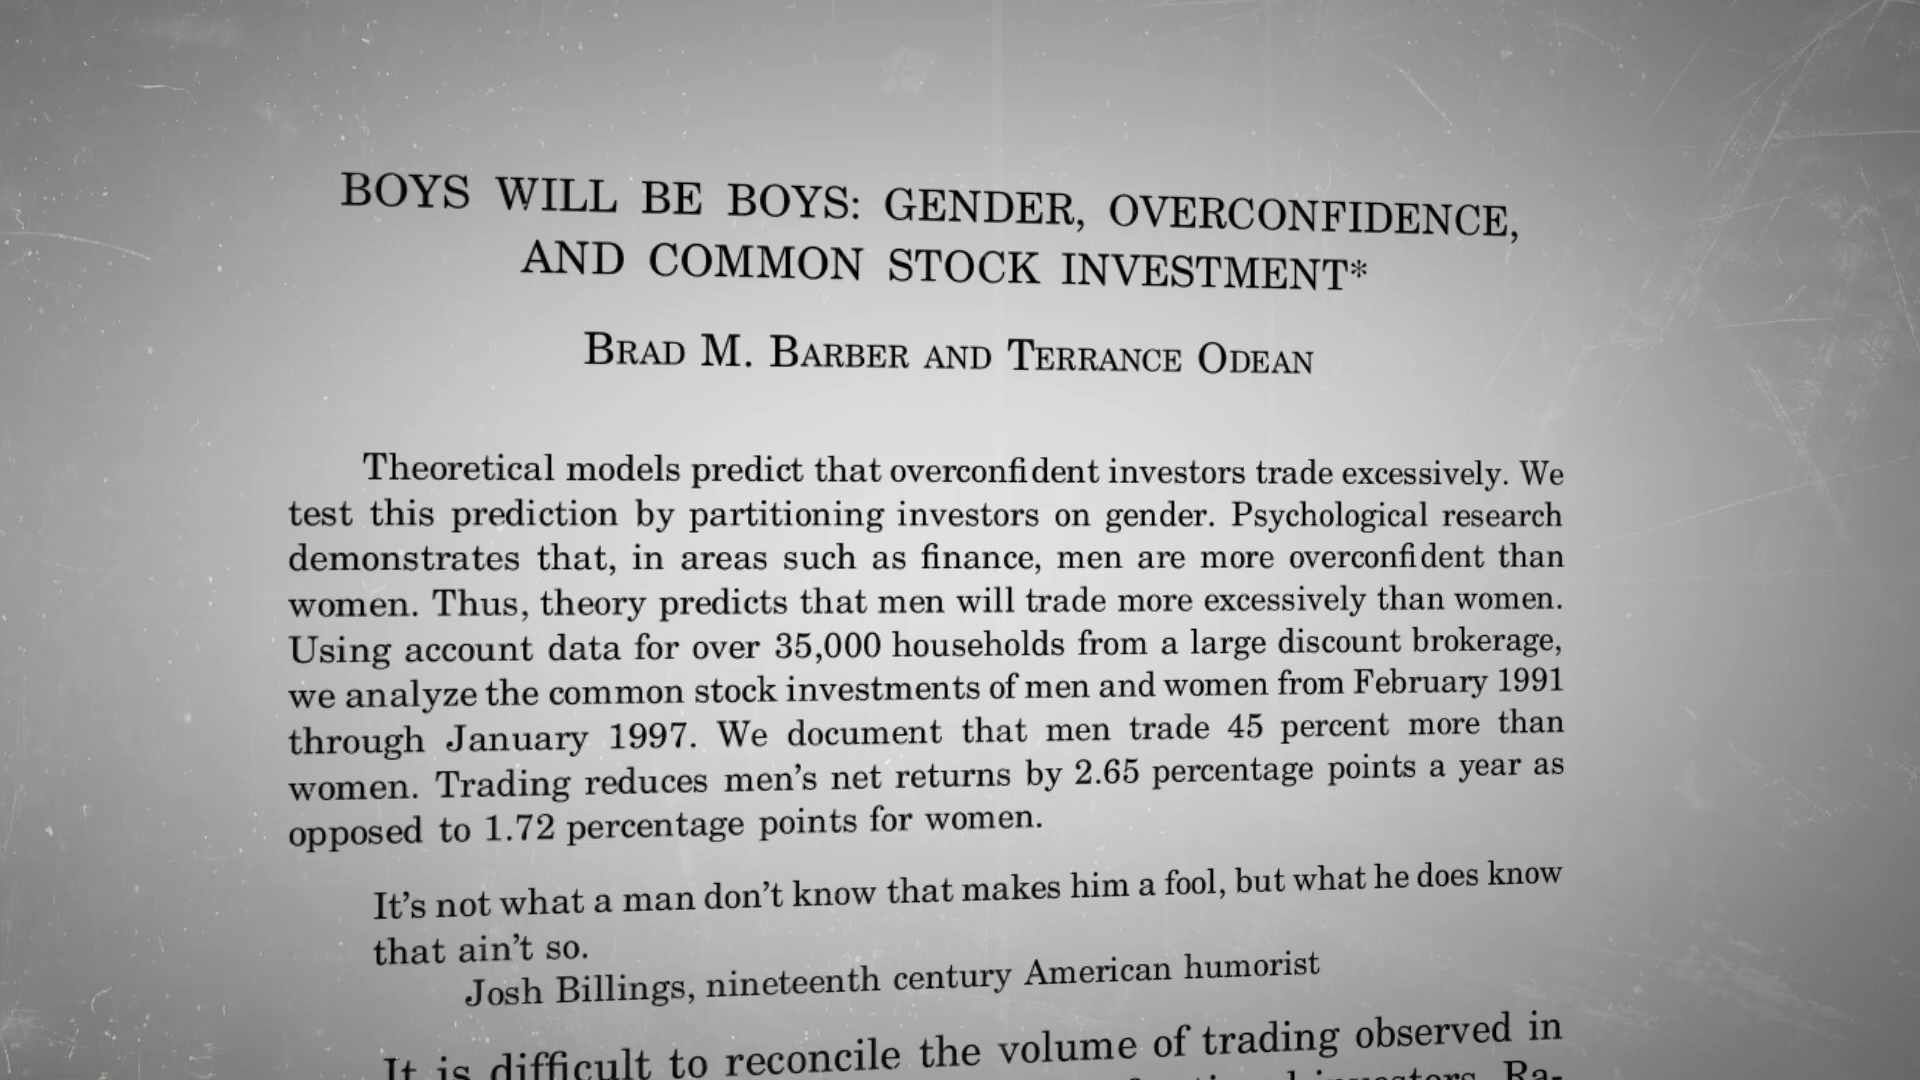 BOYS WILL BE BOYS: GENDER, OVERCONFIDENCE,
AND COMMON STOCK INVESTMENT*
BRAD M. BARBER AND TERRANCE ODEAN
Theoretical models predict that overconfident investors trade excessively. We
test this prediction by partitioning investors on gender. Psychological research
demonstrates that, in areas such as finance, men are more overconfident than
women. Thus, theory predicts that men will trade more excessively than women.
Using account data for over 35,000 households from a large discount brokerage,
we analyze the common stock investments of men and women from February 1991
through January 1997. We document that men trade 45 percent more than
women. Trading reduces men's net returns by 2.65 percentage points a year as
opposed to 1.72 percentage points for women.
It's not what a man don't know that makes him a fool, but what he does know
that ain't so.
Josh Billings, nineteenth century American humorist
It is difficult to reconcile the volume of trading observed in
investors. Ra-